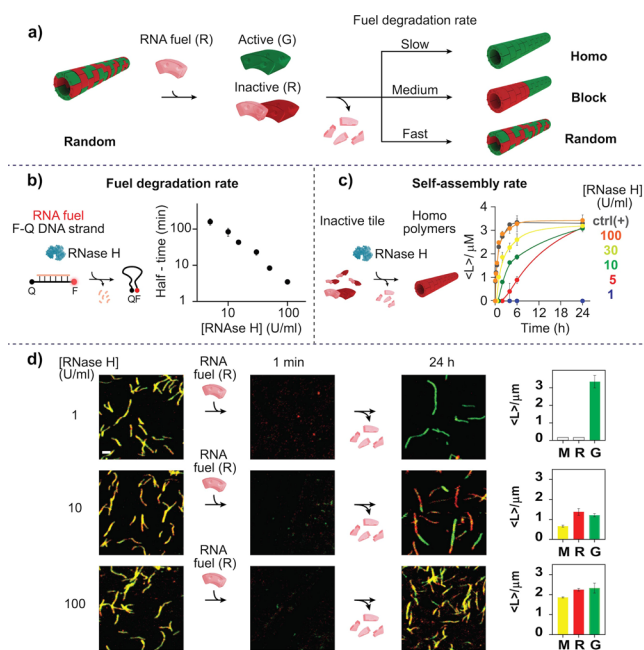 a)
RNA fuel (R)
Active (G)
Inactive (R)
Random
Fuel degradation rate
Slow
Medium
Fast
Homo
Block
Random
b)
Fuel degradation rate
RNA fuel
F-Q DNA strand
RNase H
Q
F
QF
Half - time (min)
100
10
1
10
100
[RNAse H] (U/ml)
c)
Self-assembly rate
Inactive tile
Homo
polymers
RNase H
<L>/μM
4
3
2
1
0
0
6
12
18
24
Time (h)
[RNase H]
(U/ml)
ctrl(+)
100
30
10
5
1
d)
[RNase H]
(U/ml)
RNA
fuel (R)
1 min
24 h
1
<L>/μm
3
2
1
0
M R G
RNA
fuel (R)
10
<L>/μm
3
2
1
0
M R G
RNA
fuel (R)
100
<L>/μm
3
2
1
0
M R G